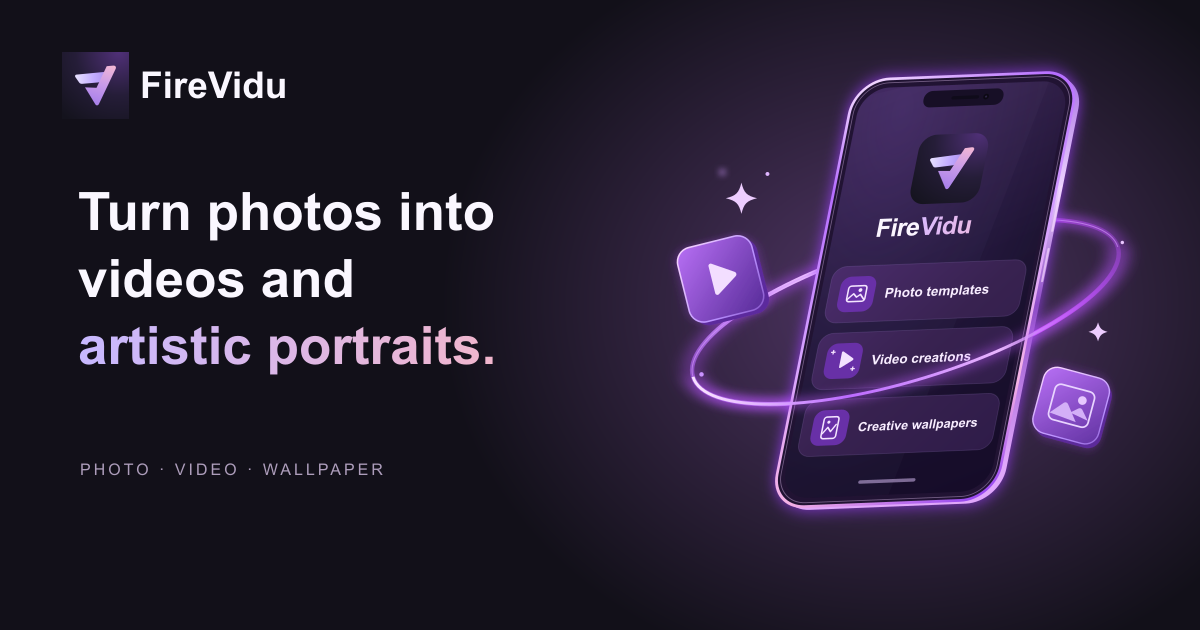 FireVidu
Turn photos into
videos and
artistic portraits.
PHOTO · VIDEO · WALLPAPER
FireVidu
Photo templates
Video creations
Creative wallpapers